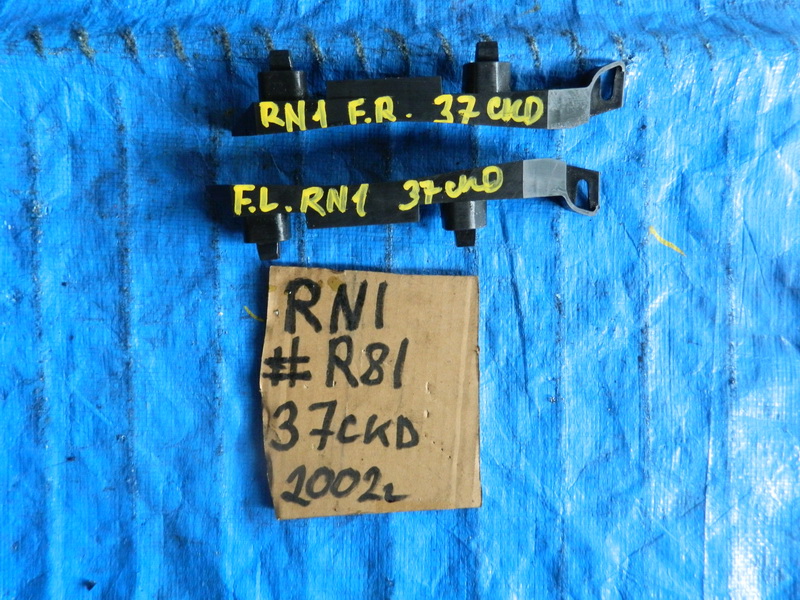 RN1 F.R. 37CKD
F.L. RN1 37CKD
RN1
#R81
37CKD
2002г